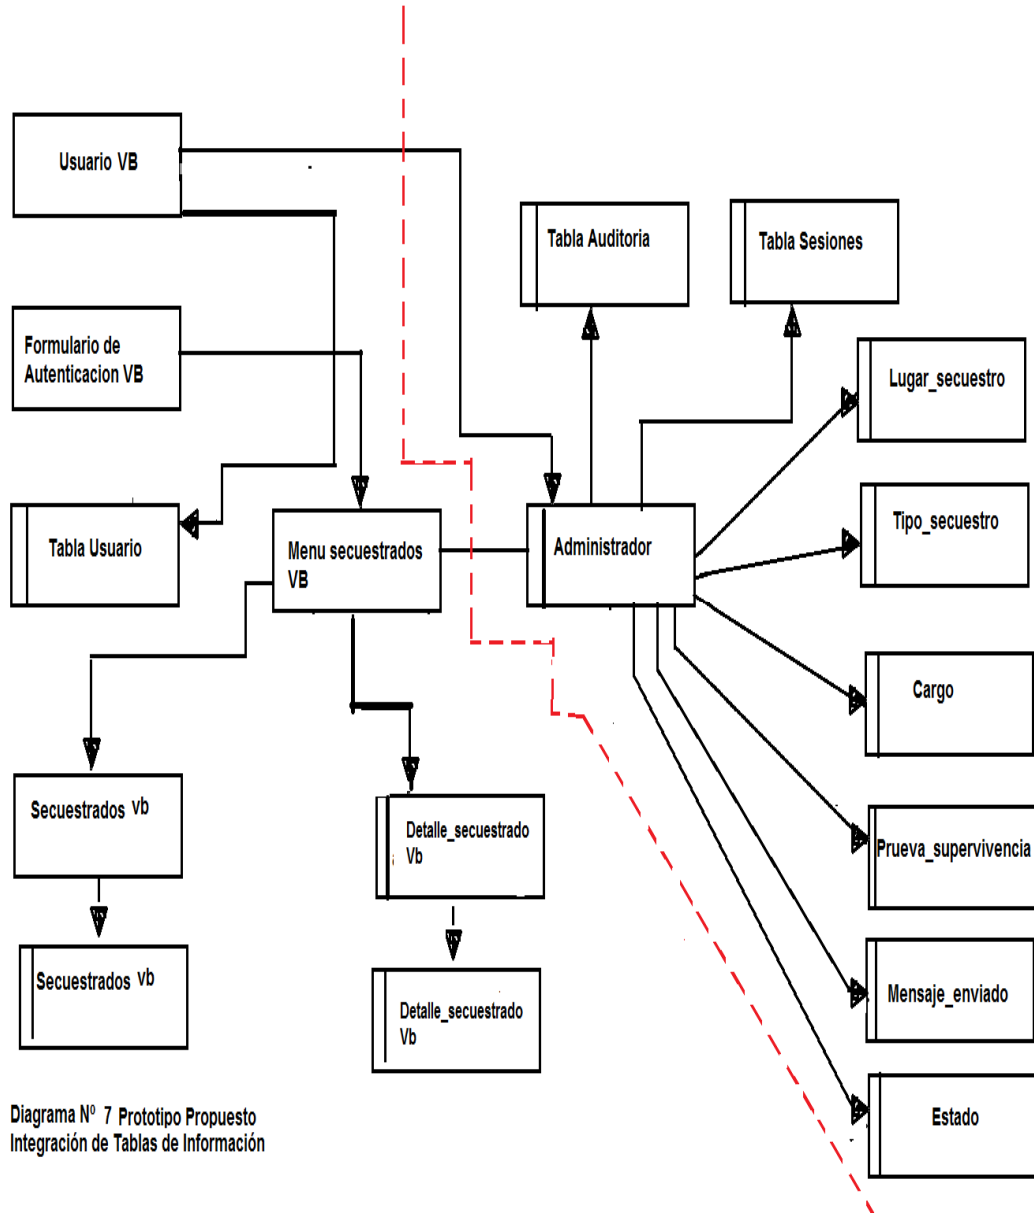 Usuario VB
Tabla Auditoria
Tabla Sesiones
Formulario de
Autenticacion VB
Lugar_secuestro
Tabla Usuario
Menu secuestrados
VB
Administrador
Tipo_secuestro
Cargo
Secuestrados vb
Detalle_secuestrado
Vb
Prueva_supervivencia
Secuestrados vb
Detalle_secuestrado
Vb
Mensaje_enviado
Estado
Diagrama Nº 7 Prototipo Propuesto
Integración de Tablas de Información